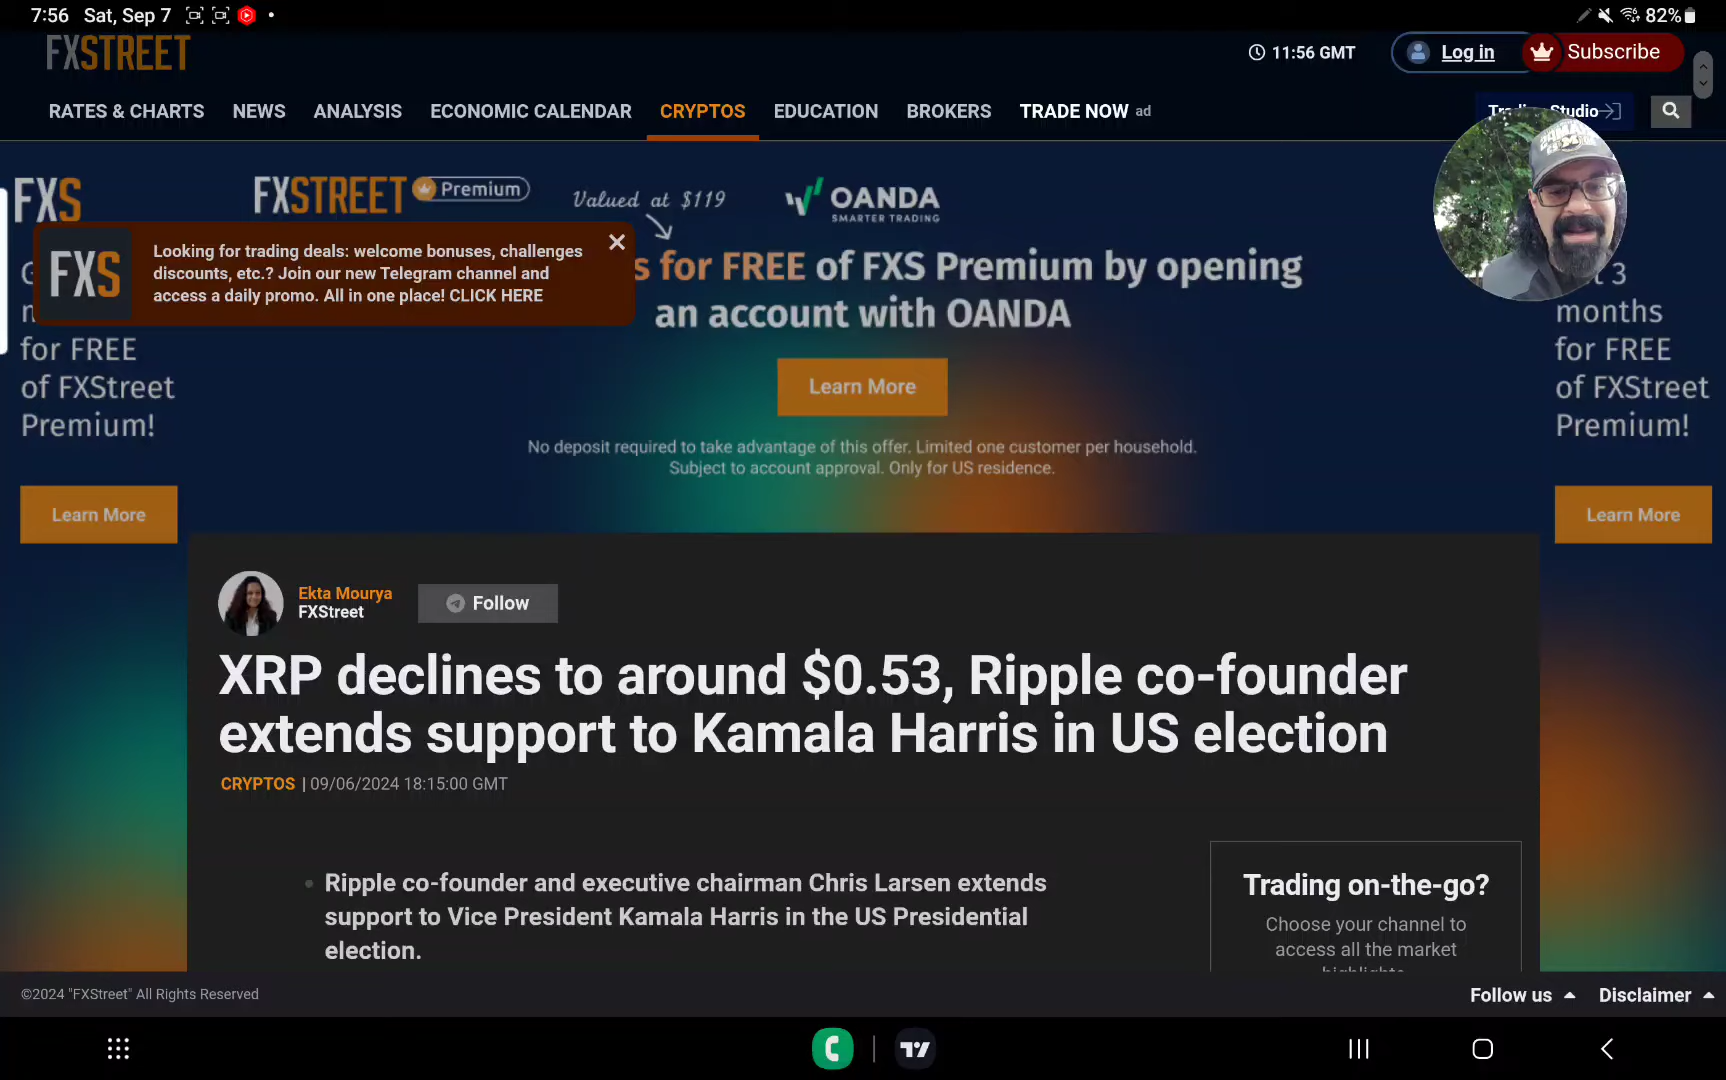 7:56 Sat, Sep 7
82%
FXSTREET
11:56 GMT
Log in
Subscribe
RATES & CHARTS NEWS ANALYSIS ECONOMIC CALENDAR CRYPTOS EDUCATION BROKERS TRADE NOW ad
Studio
FXS
FXSTREET Premium
Valued at $119
OANDA
SMARTER TRADING
FXS
Looking for trading deals: welcome bonuses, challenges
discounts, etc.? Join our new Telegram channel and
access a daily promo. All in one place! CLICK HERE
s for FREE of FXS Premium by opening
an account with OANDA
Learn More
No deposit required to take advantage of this offer. Limited one customer per household.
Subject to account approval. Only for US residence.
for FREE
of FXStreet
Premium!
Learn More
3
months
for FREE
of FXStreet
Premium!
Learn More
Ekta Mourya
FXStreet
Follow
XRP declines to around $0.53, Ripple co-founder
extends support to Kamala Harris in US election
CRYPTOS | 09/06/2024 18:15:00 GMT
Ripple co-founder and executive chairman Chris Larsen extends
support to Vice President Kamala Harris in the US Presidential
election.
Trading on-the-go?
Choose your channel to
access all the market
©2024 "FXStreet" All Rights Reserved
Follow us
Disclaimer